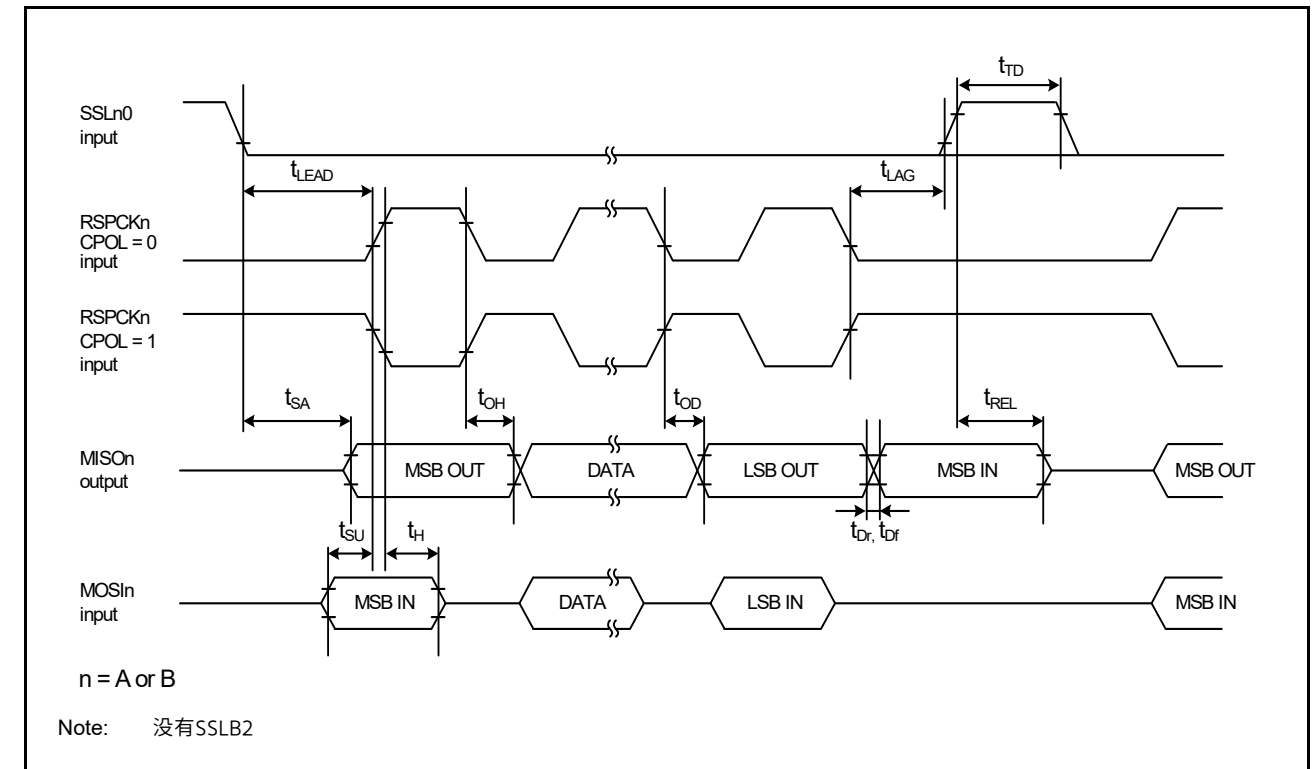 tTD
SSLn0
input
tLEAD
tLAG
RSPCKn
CPOL = 0
input
RSPCKn
CPOL = 1
input
tSA
tOH
tOD
tREL
MISOn
output
MSB OUT
DATA
LSB OUT
MSB IN
MSB OUT
tSU
tH
tDr, tDf
MOSIn
input
MSB IN
DATA
LSB IN
MSB IN
n = A or B
Note: 没有SSLB2